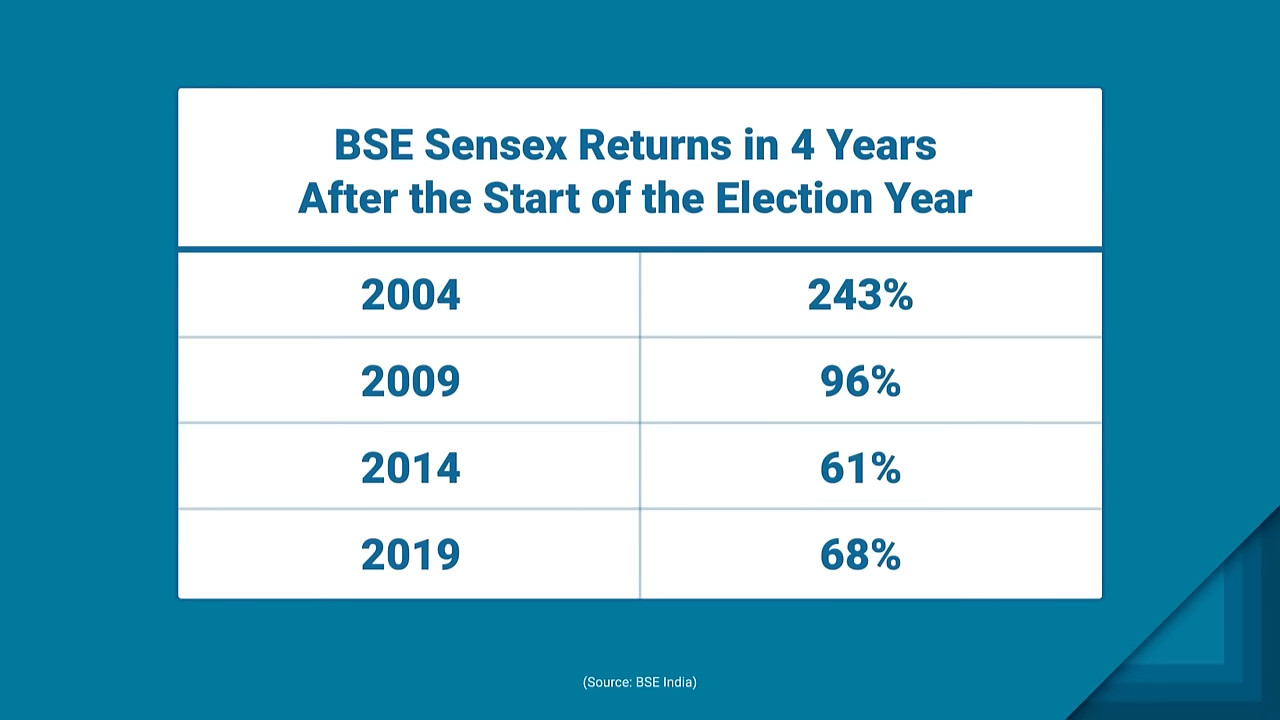 BSE Sensex Returns in 4 Years
After the Start of the Election Year
2004 243%
2009 96%
2014 61%
2019 68%
(Source: BSE India)